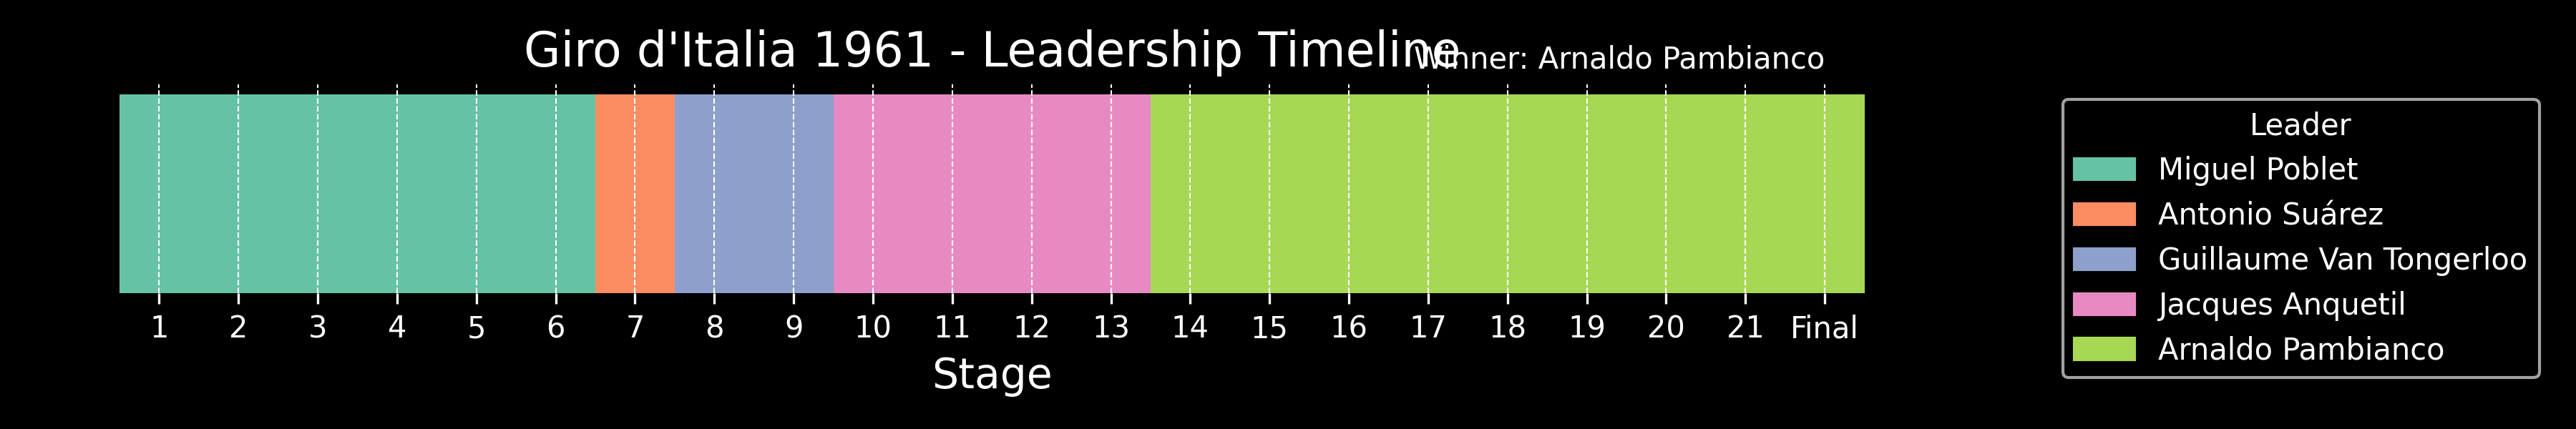 Giro d'Italia 1961 - Leadership Timeline
Winner: Arnaldo Pambianco
1 2 3 4 5 6 7 8 9 10 11 12 13 14 15 16 17 18 19 20 21 Final
Stage
Leader
Miguel Poblet
Antonio Suárez
Guillaume Van Tongerloo
Jacques Anquetil
Arnaldo Pambianco